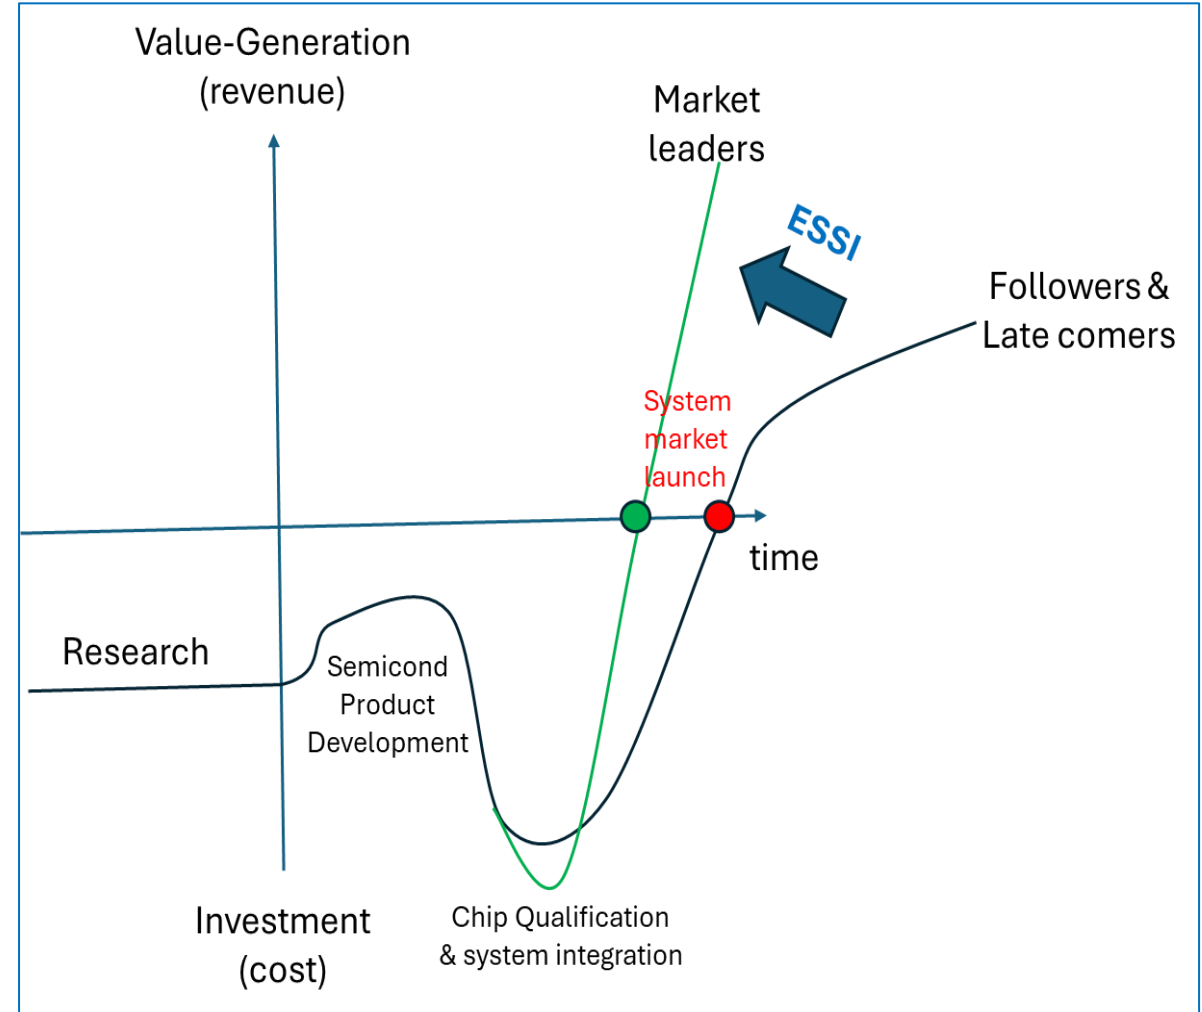 Value-Generation
(revenue)
Market
leaders
ESSI
Followers &
Late comers
System
market
launch
time
Research
Semicond
Product
Development
Investment
(cost)
Chip Qualification
& system integration